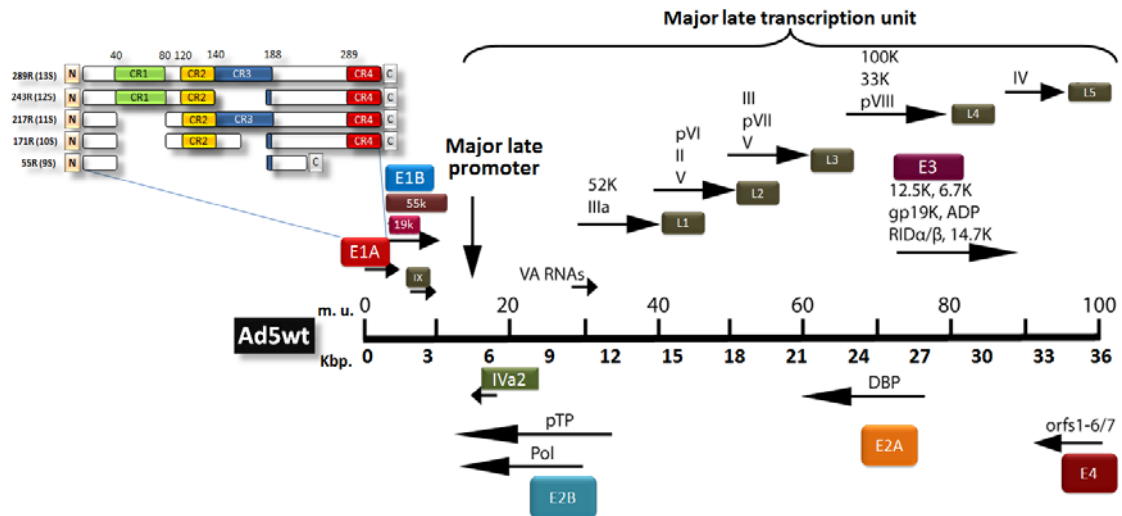 Major late transcription unit
40 80 120 140 188 289
289R (13S) N CR1 CR2 CR3 CR4 C
243R (12S) N CR1 CR2 CR4 C
217R (11S) N CR2 CR3 CR4 C
171R (10S) N CR2 CR4 C
55R (9S) N C
E1B
55k
19k
E1A
IX
Major late
promoter
VA RNAs
52K
IIIa
L1
pVI
II
V
L2
III
pVII
V
L3
100K
33K
pVIII
L4
IV
L5
E3
12.5K, 6.7K
gp19K, ADP
RIDα/β, 14.7K
m. u. 0 20 40 60 80 100
Ad5wt
Kbp. 0 3 6 9 12 15 18 21 24 27 30 33 36
IVa2
pTP
Pol
E2B
DBP
E2A
orfs1-6/7
E4